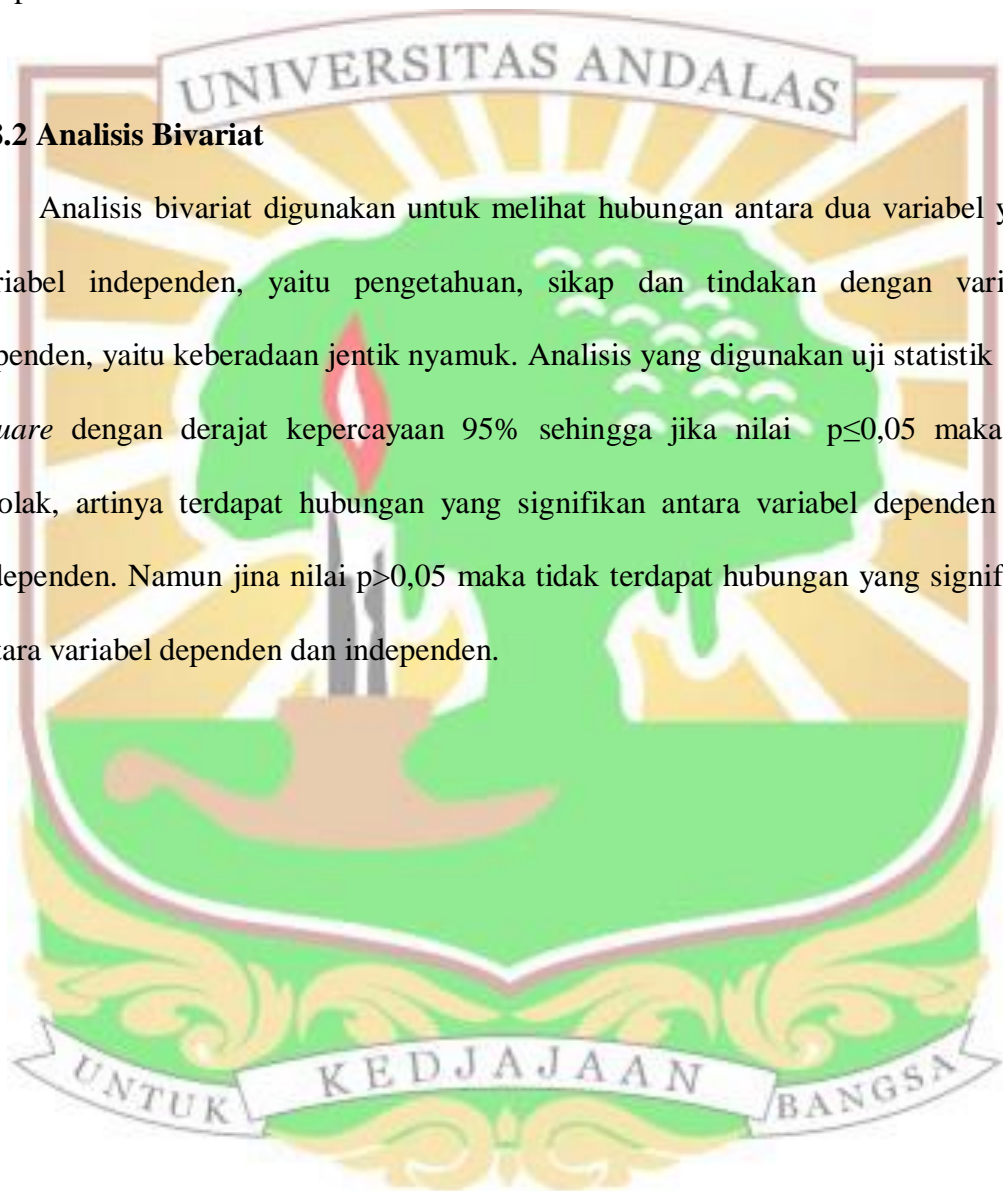 UNIVERSITAS ANDALAS
.2 Analisis Bivariat
Analisis bivariat digunakan untuk melihat hubungan antara dua variabel y
riabel independen, yaitu pengetahuan, sikap dan tindakan dengan vari
penden, yaitu keberadaan jentik nyamuk. Analisis yang digunakan uji statistik
uare dengan derajat kepercayaan 95% sehingga jika nilai p≤0,05 maka
olak, artinya terdapat hubungan yang signifikan antara variabel dependen
dependen. Namun jina nilai p>0,05 maka tidak terdapat hubungan yang signif
tara variabel dependen dan independen.
UNTUK KEDJAJAAN BANGSA